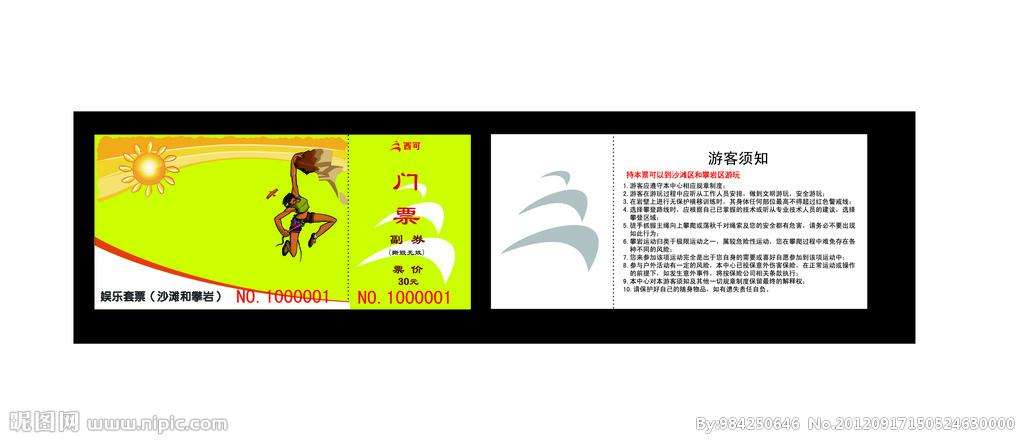 西可
门
票
副券
(撕毁无效)
票价
30元
娱乐套票（沙滩和攀岩）
NO.1000001
NO.1000001
游客须知
持本票可以到沙滩区和攀岩区游玩
1.游客应遵守本中心相应规章制度；
2.游客在游玩过程中应听从工作人员安排，做到文明游玩，安全游玩；
3.在岩壁上进行无保护横移训练时，其身体任何部位最高不得超过红色警戒线；
4.选择攀登路线时，应根据自己已掌握的技术或听从专业技术人员的建议，选择
攀登区域；
5.徒手抓握主绳向上攀爬或荡秋千对绳索及您的安全都有危害，请务必不要出现
如此行为；
6.攀岩运动归类于极限运动之一，属较危险性运动，您在攀爬过程中难免存在各
种不同的风险；
7.您来参加该项运动完全是出于您自身的需要或喜好自愿参加到该项运动中；
8.参与户外活动有一定的风险，本中心已投保意外伤害保险，在正常运动或操作
的前提下，如发生意外事件，将按保险公司相关条款执行；
9.本中心对本游客须知及其他一切规章制度保留最终的解释权；
10.请保护好自己的随身物品，如有遗失责任自负。
昵图网
www.nipic.com
By:984250646 No.20120917150524630000